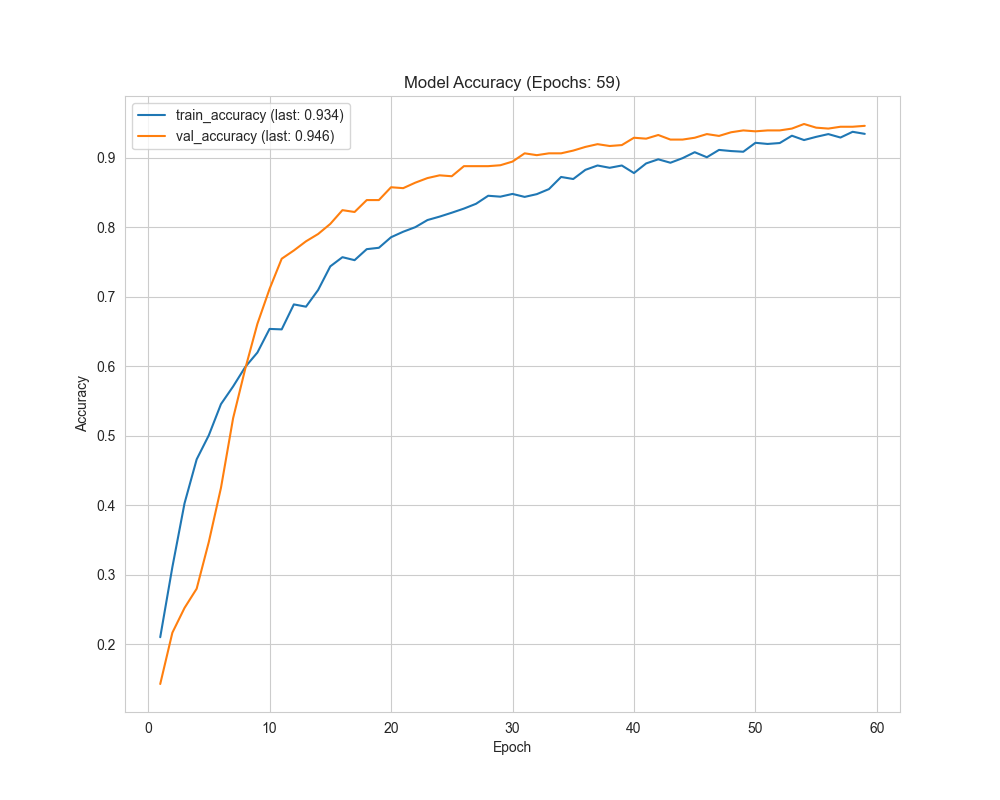 Model Accuracy (Epochs: 59)
train_accuracy (last: 0.934)
val_accuracy (last: 0.946)
0.9
0.8
0.7
0.6
0.5
0.4
0.3
0.2
Accuracy
0 10 20 30 40 50 60
Epoch